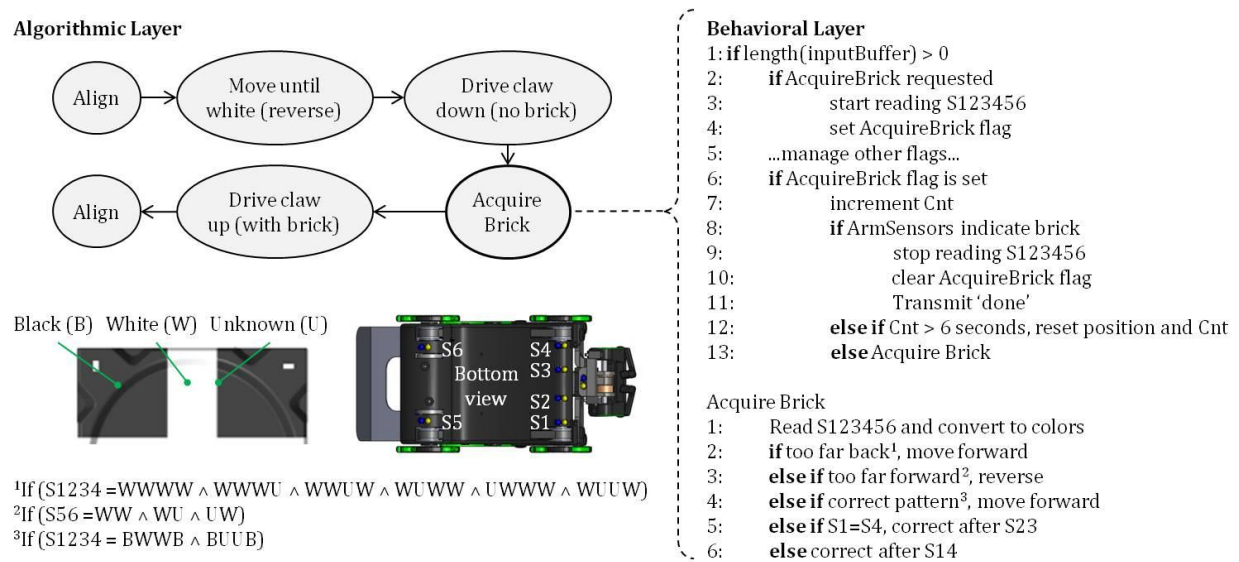 Algorithmic Layer
Align
Move until
white (reverse)
Drive claw
down (no brick)
Align
Drive claw
up (with brick)
Acquire
Brick
Black (B) White (W) Unknown (U)
S6
S4
S3
Bottom
view
S2
S5
S1
¹If (S1234 =WWWW ∧ WWWU ∧ WWUW ∧ WUWW ∧ UWWW ∧ WUUW)
²If (S56 =WW ∧ WU ∧ UW)
³If (S1234 = BWWB ∧ BUUB)
Behavioral Layer
1: if length(inputBuffer) > 0
2: if AcquireBrick requested
3: start reading S123456
4: set AcquireBrick flag
5: ...manage other flags...
6: if AcquireBrick flag is set
7: increment Cnt
8: if ArmSensors indicate brick
9: stop reading S123456
10: clear AcquireBrick flag
11: Transmit ‘done’
12: else if Cnt > 6 seconds, reset position and Cnt
13: else Acquire Brick
Acquire Brick
1: Read S123456 and convert to colors
2: if too far back¹, move forward
3: else if too far forward², reverse
4: else if correct pattern³, move forward
5: else if S1=S4, correct after S23
6: else correct after S14